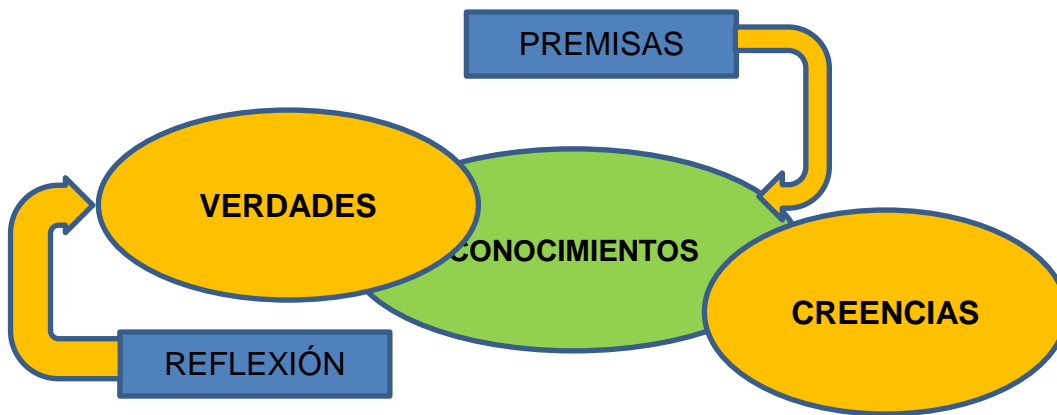 PREMISAS
VERDADES
CONOCIMIENTOS
CREENCIAS
REFLEXIÓN